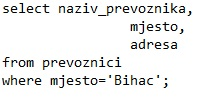 select naziv_prevoznika,
mjesto,
adresa
from prevoznici
where mjesto='Bihac';